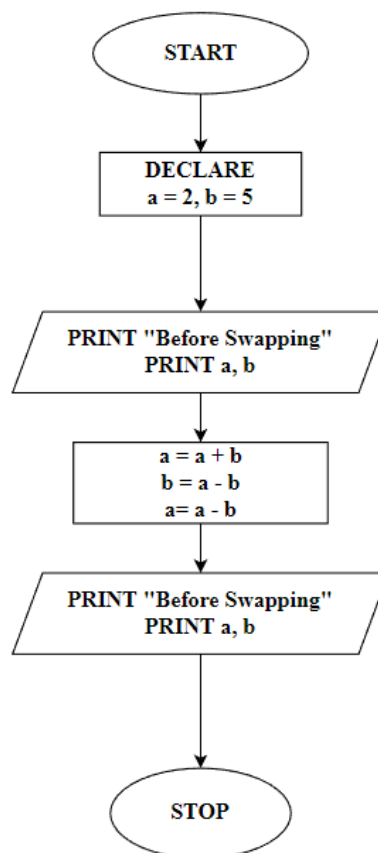 START
DECLARE
a = 2, b = 5
PRINT "Before Swapping"
PRINT a, b
a = a + b
b = a - b
a= a - b
PRINT "Before Swapping"
PRINT a, b
STOP